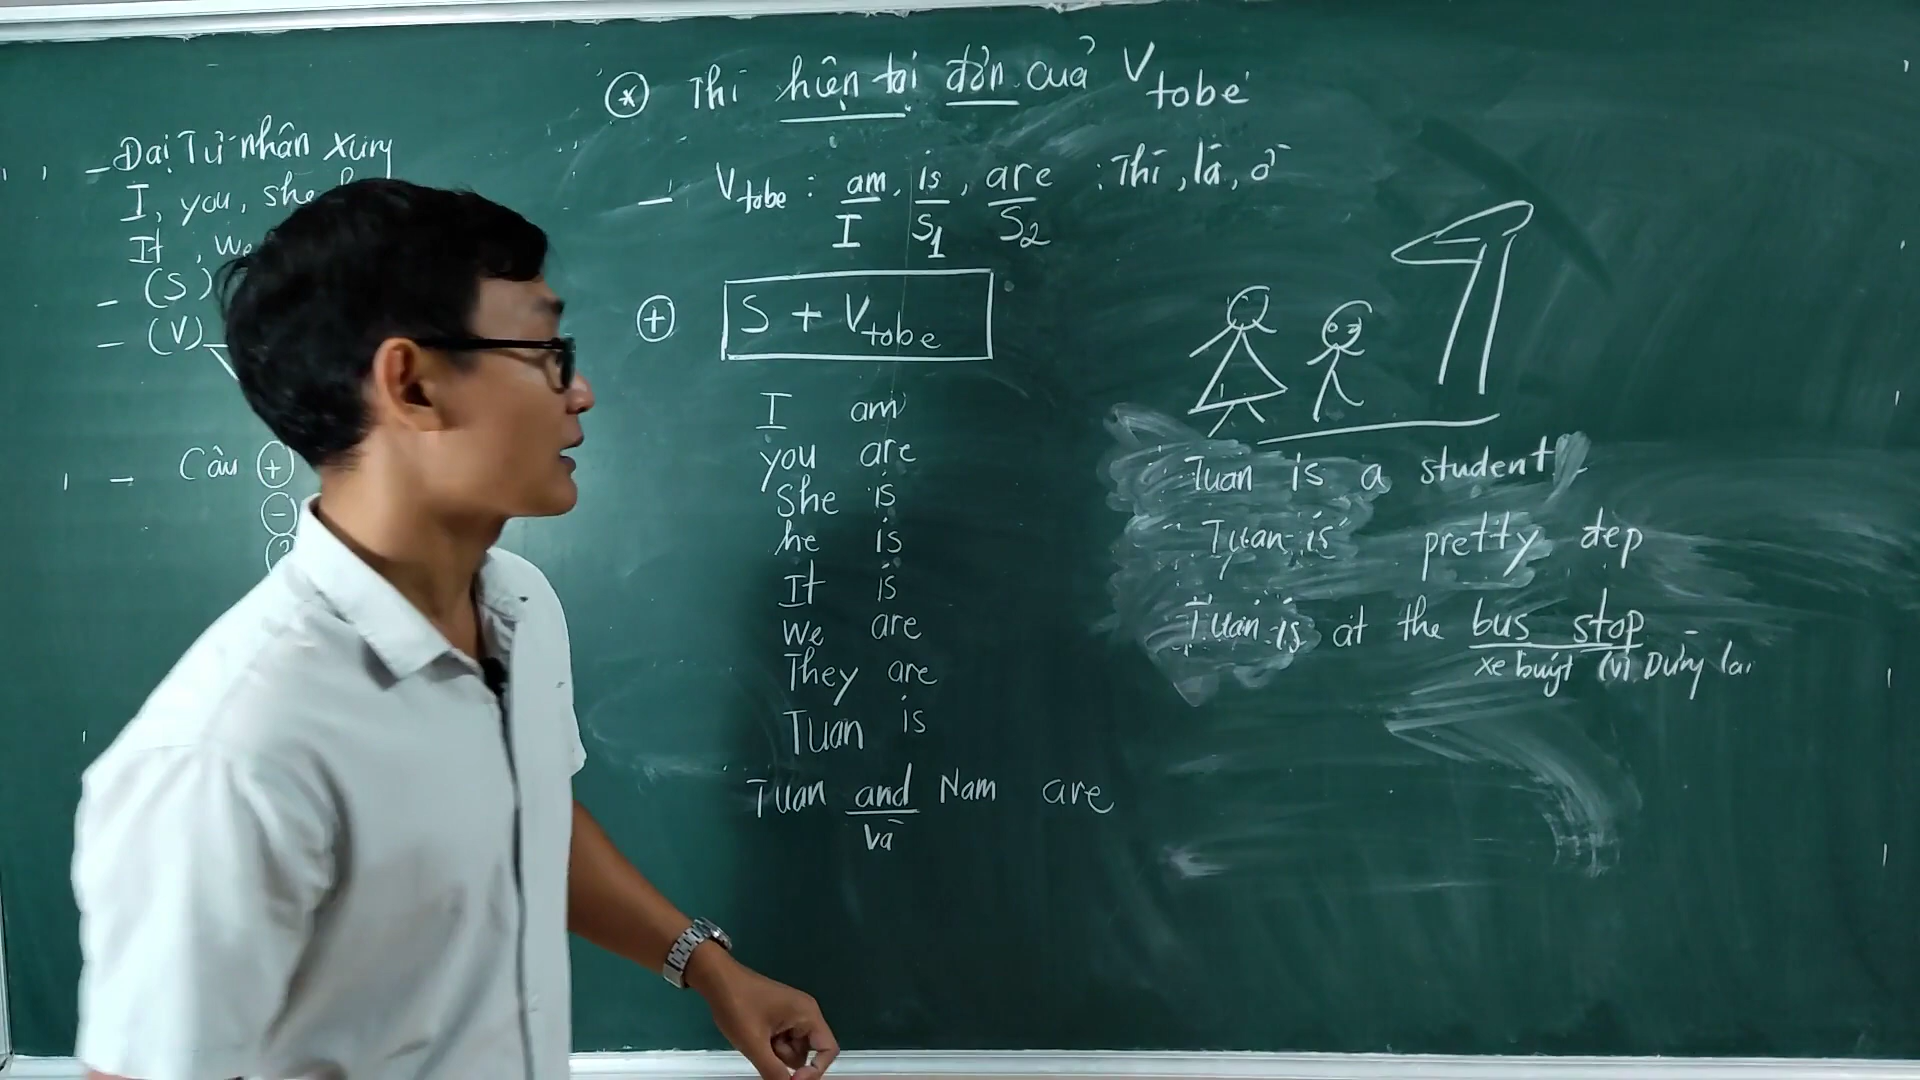 * Thì hiện tại đơn của V tobe
- Đại Từ nhân xưng
I, you, she
It, we
- (S)
- (V)
- Câu +
-
- V tobe : am, is, are : Thì, là, ở
I S1 S2
+ S + V tobe
I am
you are
She is
he is
It is
We are
They are
Tuan is
Tuan and Nam are
và
Tuan is a student
Tuan is pretty đẹp
Tuan is at the bus stop
xe buýt (v) Dừng lại